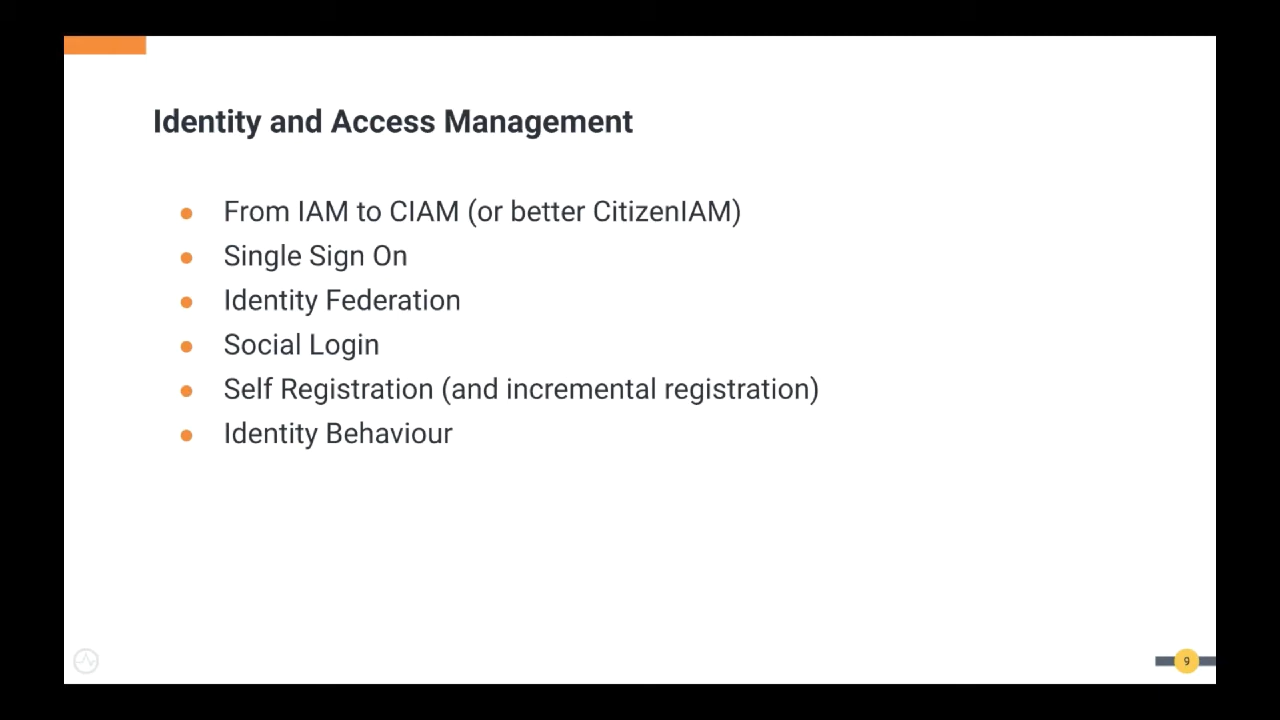 Identity and Access Management
● From IAM to CIAM (or better CitizenIAM)
● Single Sign On
● Identity Federation
● Social Login
● Self Registration (and incremental registration)
● Identity Behaviour
9